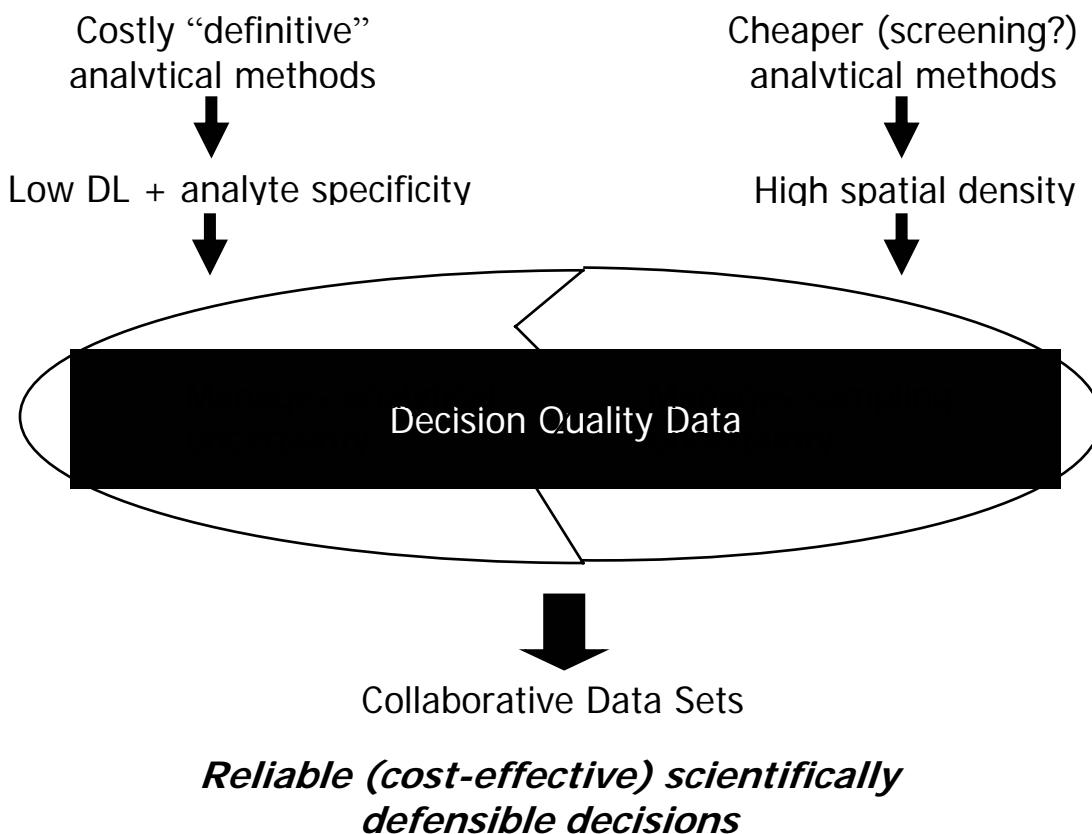 Costly “definitive”
analytical methods
Cheaper (screening?)
analytical methods
Low DL + analyte specificity
High spatial density
Decision Quality Data
Collaborative Data Sets
Reliable (cost-effective) scientifically
defensible decisions